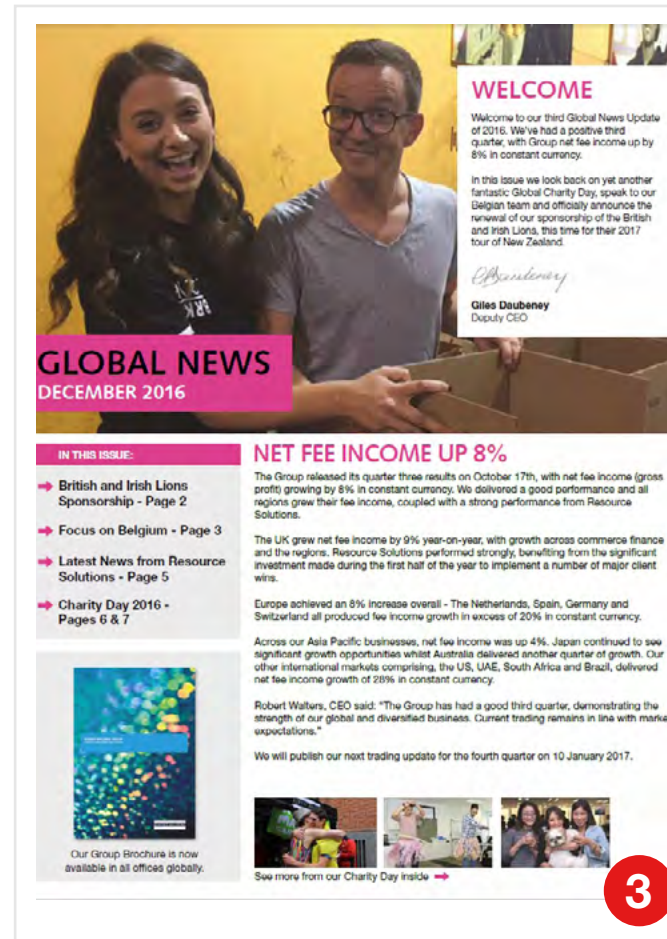 WELCOME
Welcome to our third Global News Update
of 2016. We've had a positive third
quarter, with Group net fee income up by
8% in constant currency.
In this issue we look back on yet another
fantastic Global Charity Day, speak to our
Belgian team and officially announce the
renewal of our sponsorship of the British
and Irish Lions, this time for their 2017
tour of New Zealand.
Giles Daubeney
Deputy CEO
GLOBAL NEWS
DECEMBER 2016
IN THIS ISSUE:
British and Irish Lions
Sponsorship - Page 2
Focus on Belgium - Page 3
Latest News from Resource
Solutions - Page 5
Charity Day 2016 -
Pages 6 & 7
Our Group Brochure is now
available in all offices globally.
NET FEE INCOME UP 8%
The Group released its quarter three results on October 17th, with net fee income (gross
profit) growing by 8% in constant currency. We delivered a good performance and all
regions grew their fee income, coupled with a strong performance from Resource
Solutions.
The UK grew net fee income by 9% year-on-year, with growth across commerce finance
and the regions. Resource Solutions performed strongly, benefiting from the significant
investment made during the first half of the year to implement a number of major client
wins.
Europe achieved an 8% increase overall - The Netherlands, Spain, Germany and
Switzerland all produced fee income growth in excess of 20% in constant currency.
Across our Asia Pacific businesses, net fee income was up 4%. Japan continued to see
significant growth opportunities whilst Australia delivered another quarter of growth. Our
other international markets comprising, the US, UAE, South Africa and Brazil, delivered
net fee income growth of 28% in constant currency.
Robert Walters, CEO said: "The Group has had a good third quarter, demonstrating the
strength of our global and diversified business. Current trading remains in line with marke
expectations."
We will publish our next trading update for the fourth quarter on 10 January 2017.
See more from our Charity Day inside
3